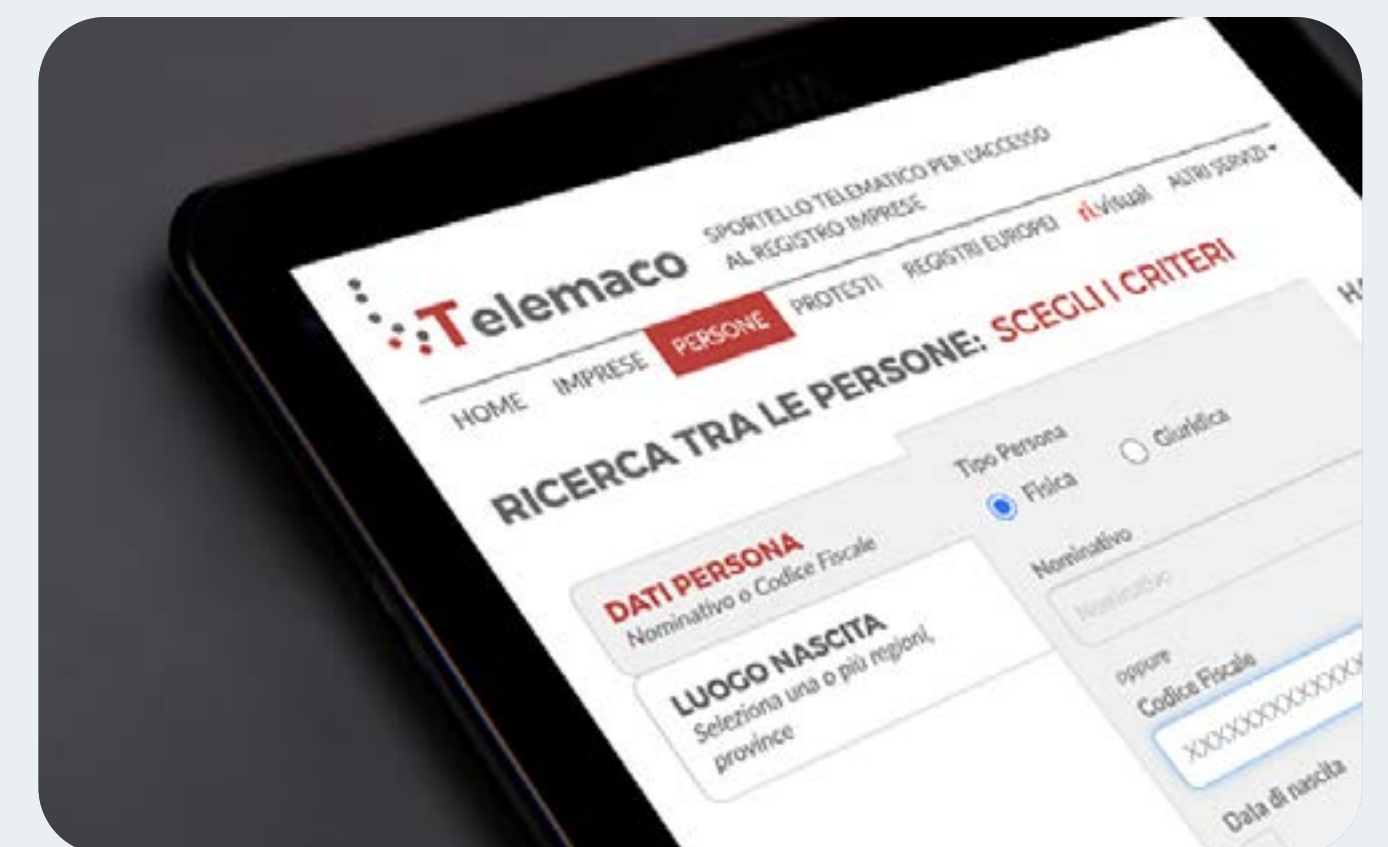 Telemaco
SPORTELLO TELEMATICO PER L'ACCESSO
AL REGISTRO IMPRESE
HOME IMPRESE PERSONE PROTESTI REGISTRI EUROPEI ri.visual ALTRI SERVIZI
RICERCA TRA LE PERSONE: SCEGLI I CRITERI
DATI PERSONA
Nominativo o Codice Fiscale
LUOGO NASCITA
Seleziona una o più regioni,
province
Tipo Persona
Fisica Giuridica
Nominativo
Nominativo
oppure
Codice Fiscale
Data di nascita